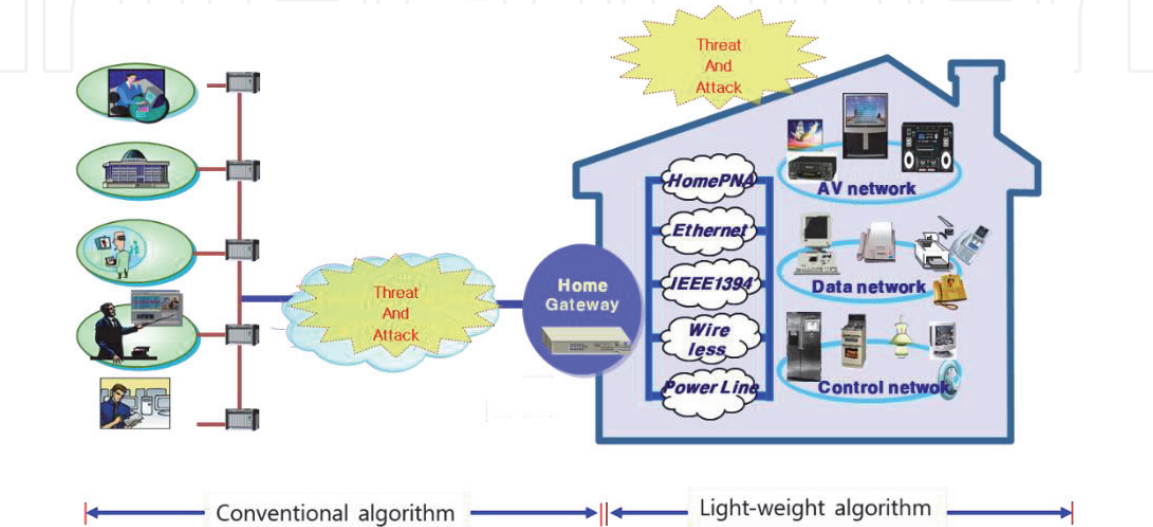 Threat
And
Attack
HomePNA
Ethernet
IEEE1394
Wire
less
Power Line
AV network
Data network
Control netwok
Home
Gateway
Threat
And
Attack
Conventional algorithm
Light-weight algorithm